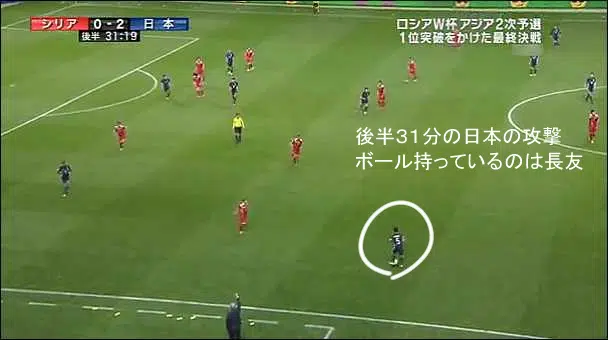 シリア 0-2 日本
後半 31:19
ロシアW杯アジア2次予選
1位突破をかけた最終決戦
後半31分の日本の攻撃
ボール持っているのは長友
5